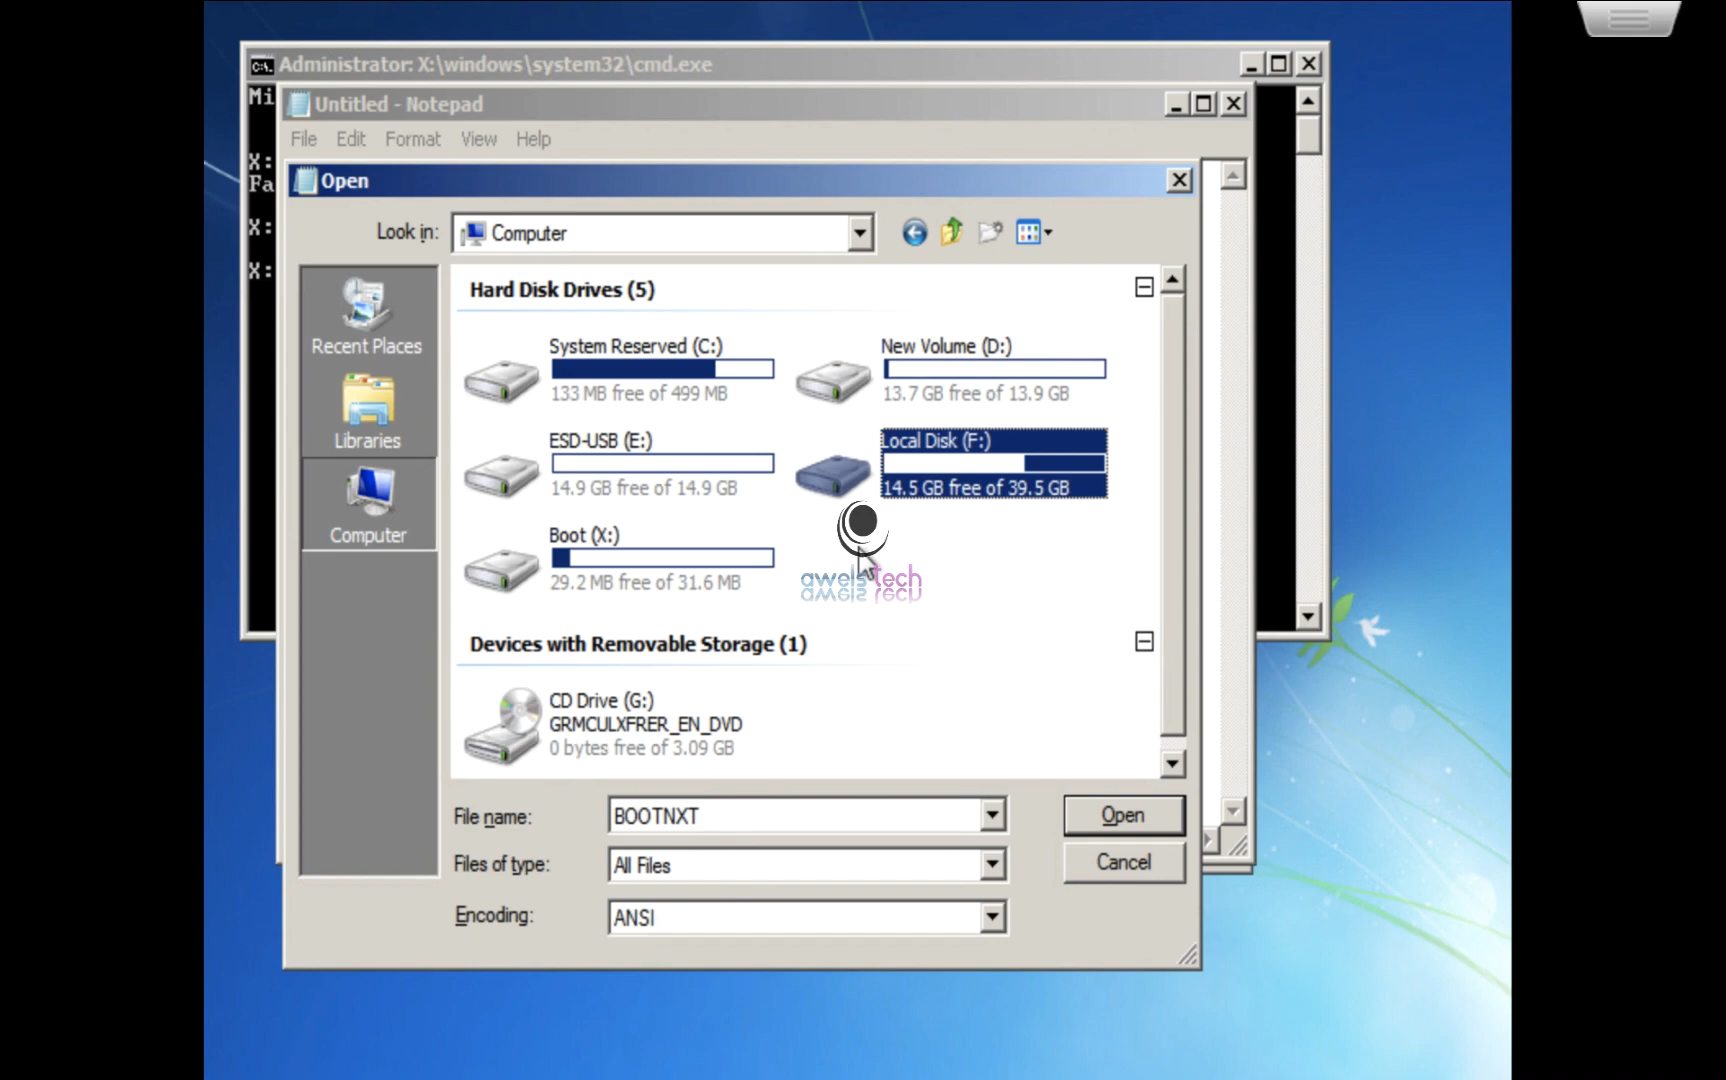 Administrator: X:\windows\system32\cmd.exe
Mi
Untitled - Notepad
File Edit Format View Help
X:
Fa
Open
X:
Look in: Computer
X:
Hard Disk Drives (5)
Recent Places
System Reserved (C:)
133 MB free of 499 MB
New Volume (D:)
13.7 GB free of 13.9 GB
Libraries
ESD-USB (E:)
14.9 GB free of 14.9 GB
Local Disk (F:)
14.5 GB free of 39.5 GB
Computer
Boot (X:)
29.2 MB free of 31.6 MB
awelstech
Devices with Removable Storage (1)
CD Drive (G:)
GRMCULXFRER_EN_DVD
0 bytes free of 3.09 GB
File name: BOOTNXT Open
Files of type: All Files Cancel
Encoding: ANSI